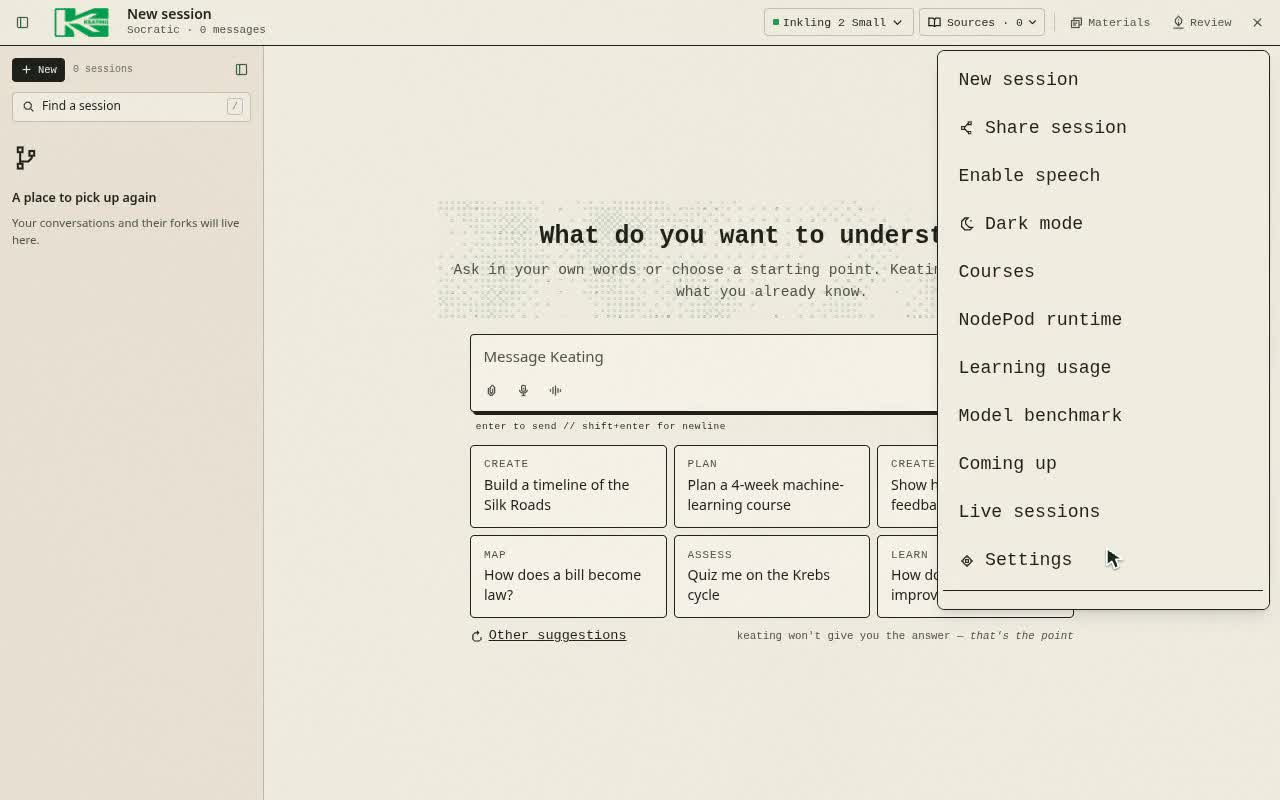 KEATING
New session
Socratic · 0 messages
Inkling 2 Small
Sources · 0
Materials
Review
New
0 sessions
Find a session
/
A place to pick up again
Your conversations and their forks will live
here.
What do you want to underst
Ask in your own words or choose a starting point. Keatin
what you already know.
Message Keating
enter to send // shift+enter for newline
CREATE
Build a timeline of the
Silk Roads
PLAN
Plan a 4-week machine-
learning course
CREATE
Show h
feedba
MAP
How does a bill become
law?
ASSESS
Quiz me on the Krebs
cycle
LEARN
How do
improv
Other suggestions
keating won't give you the answer — that's the point
New session
Share session
Enable speech
Dark mode
Courses
NodePod runtime
Learning usage
Model benchmark
Coming up
Live sessions
Settings